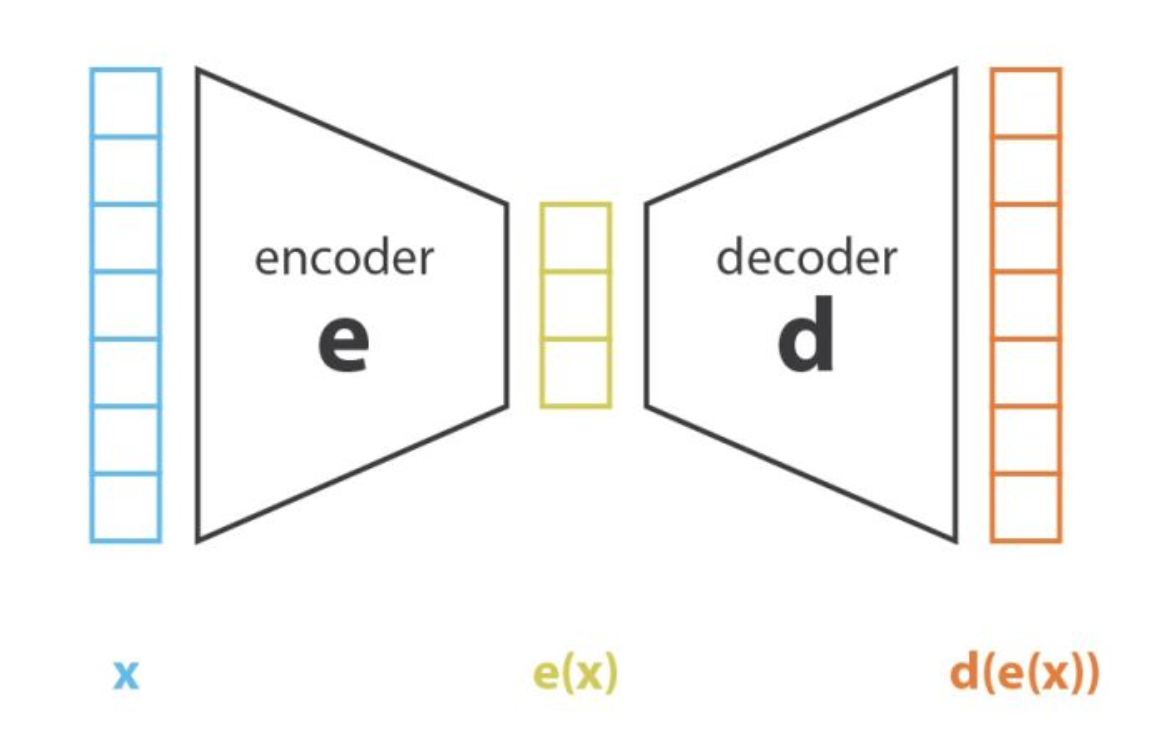 encoder
e
decoder
d
x
e(x)
d(e(x))